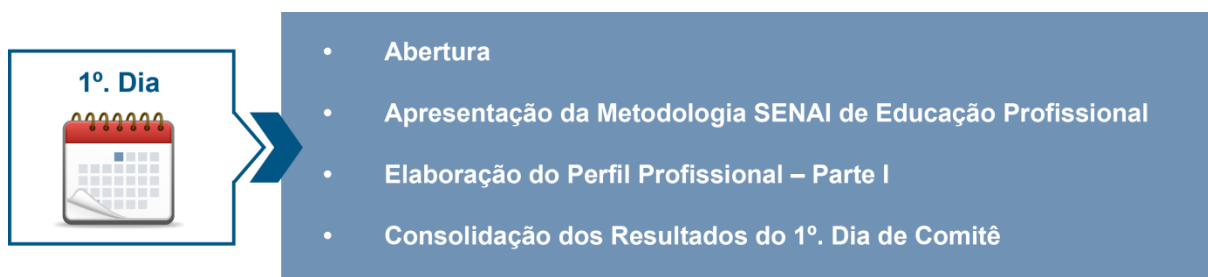 1º. Dia
• Abertura
• Apresentação da Metodologia SENAI de Educação Profissional
• Elaboração do Perfil Profissional – Parte I
• Consolidação dos Resultados do 1º. Dia de Comitê